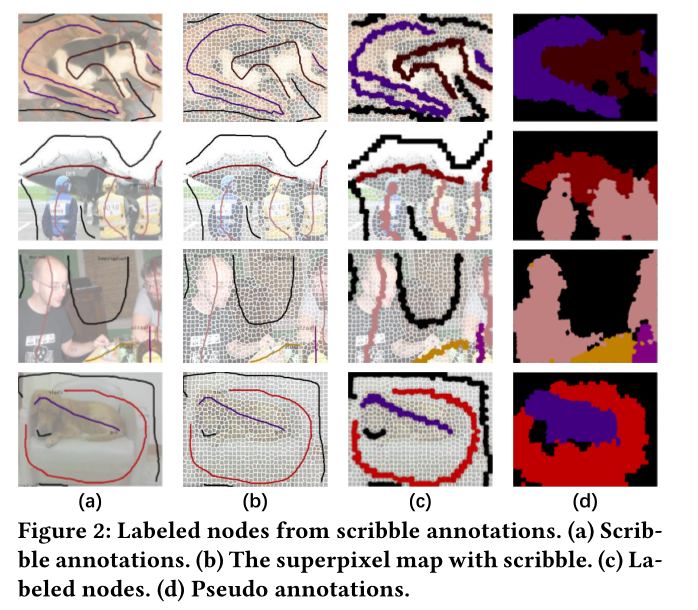 (a)
(b)
(c)
(d)
Figure 2: Labeled nodes from scribble annotations. (a) Scrib-
ble annotations. (b) The superpixel map with scribble. (c) La-
beled nodes. (d) Pseudo annotations.